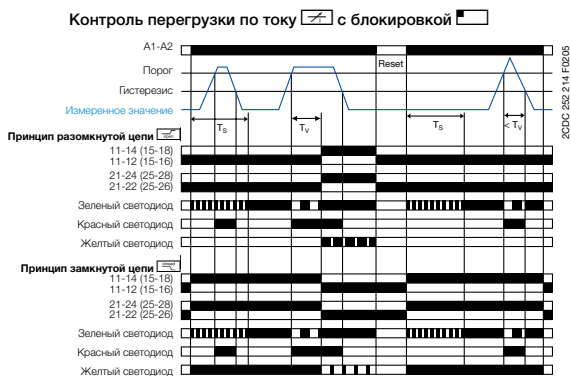 Контроль перегрузки по току с блокировкой
A1-A2
Reset
Порог
Гистерезис
Измеренное значение
TS
TV
TS
< TV
Принцип разомкнутой цепи open
11-14 (15-18)
11-12 (15-16)
21-24 (25-28)
21-22 (25-26)
Зеленый светодиод
Красный светодиод
Желтый светодиод
Принцип замкнутой цепи closed
11-14 (15-18)
11-12 (15-16)
21-24 (25-28)
21-22 (25-26)
Зеленый светодиод
Красный светодиод
Желтый светодиод
2CDC 252 214 F0205